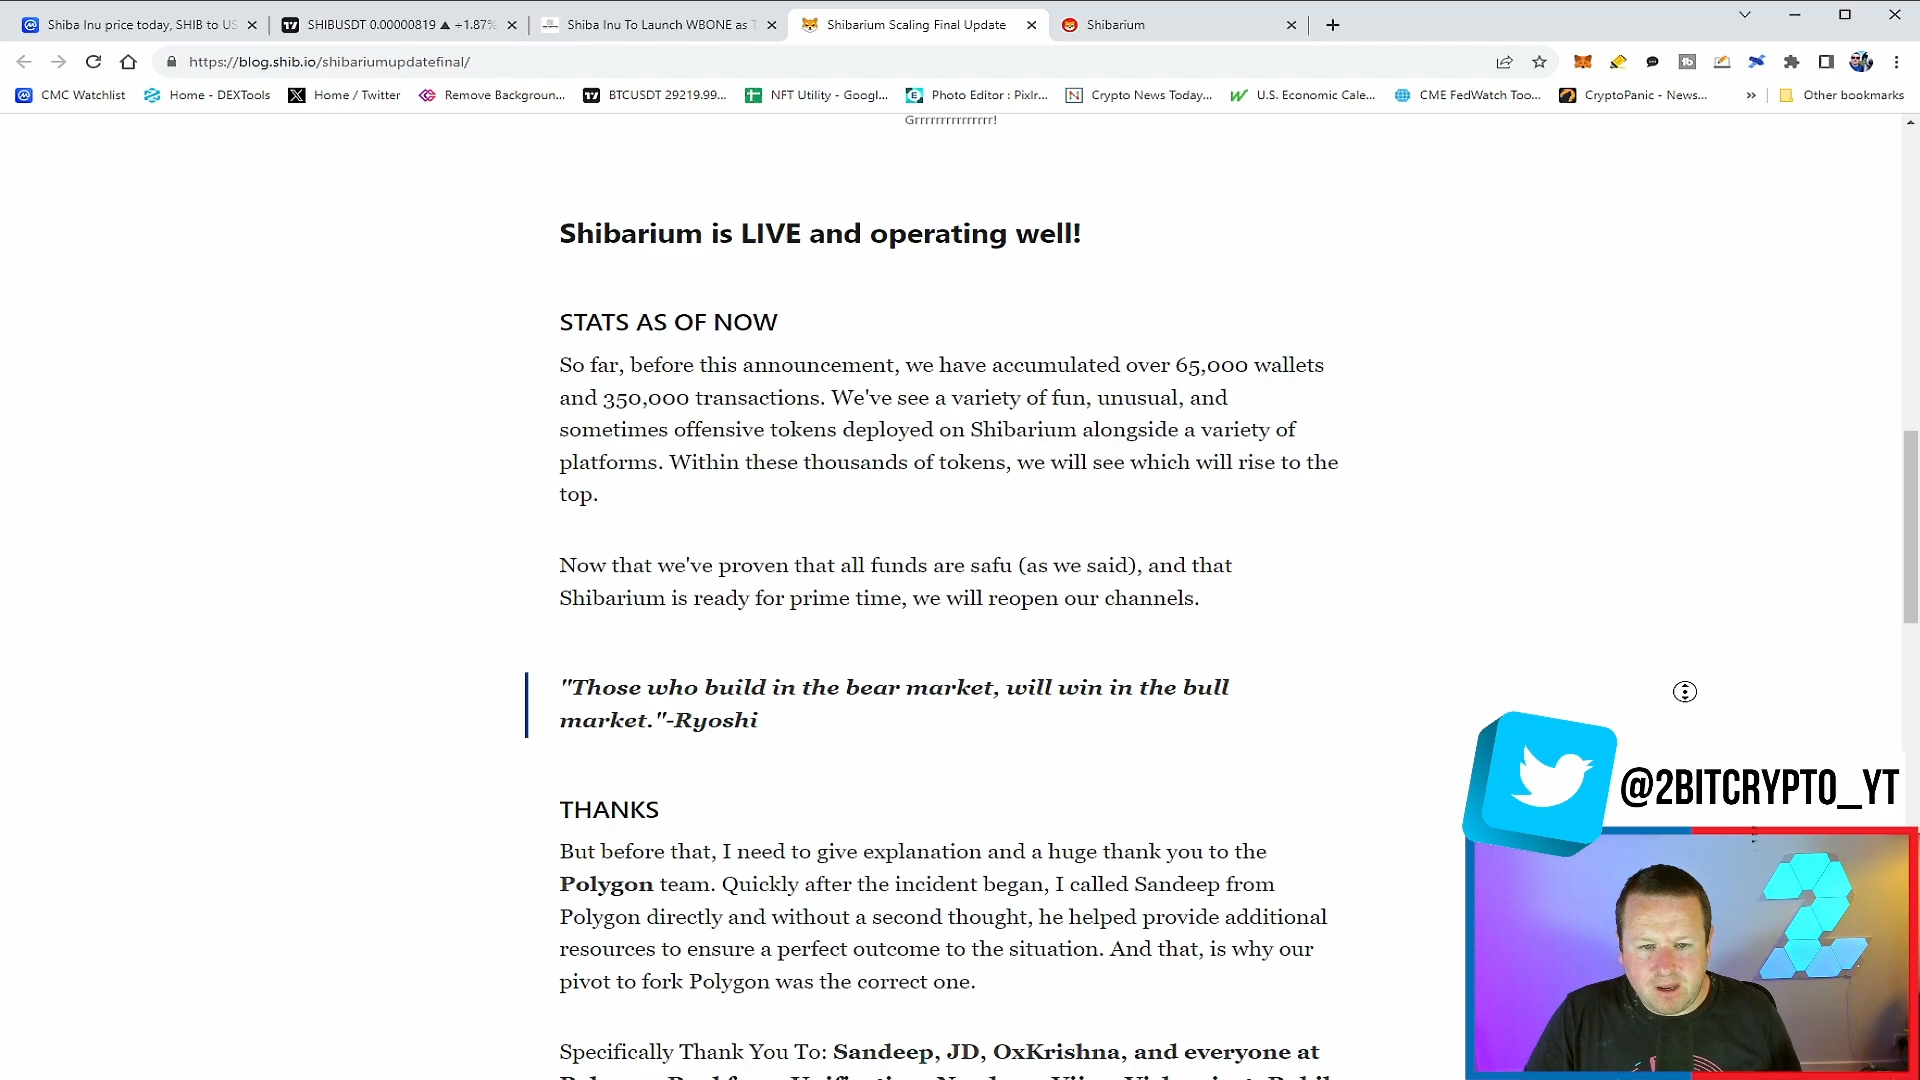 Shiba Inu price today, SHIB to US
SHIBUSDT 0.00000819 ▲ +1.87%
Shiba Inu To Launch WBONE as T
Shibarium Scaling Final Update
Shibarium
https://blog.shib.io/shibariumupdatefinal/
CMC Watchlist
Home - DEXTools
Home / Twitter
Remove Backgroun...
BTCUSDT 29219.99...
NFT Utility - Googl...
Photo Editor : Pixlr...
Crypto News Today...
U.S. Economic Cale...
CME FedWatch Too...
CryptoPanic - News...
»
Other bookmarks
Grrrrrrrrrrrrrr!
Shibarium is LIVE and operating well!
STATS AS OF NOW
So far, before this announcement, we have accumulated over 65,000 wallets
and 350,000 transactions. We've see a variety of fun, unusual, and
sometimes offensive tokens deployed on Shibarium alongside a variety of
platforms. Within these thousands of tokens, we will see which will rise to the
top.
Now that we've proven that all funds are safu (as we said), and that
Shibarium is ready for prime time, we will reopen our channels.
"Those who build in the bear market, will win in the bull
market."-Ryoshi
THANKS
But before that, I need to give explanation and a huge thank you to the
Polygon team. Quickly after the incident began, I called Sandeep from
Polygon directly and without a second thought, he helped provide additional
resources to ensure a perfect outcome to the situation. And that, is why our
pivot to fork Polygon was the correct one.
Specifically Thank You To: Sandeep, JD, OxKrishna, and everyone at
@2BITCRYPTO_YT